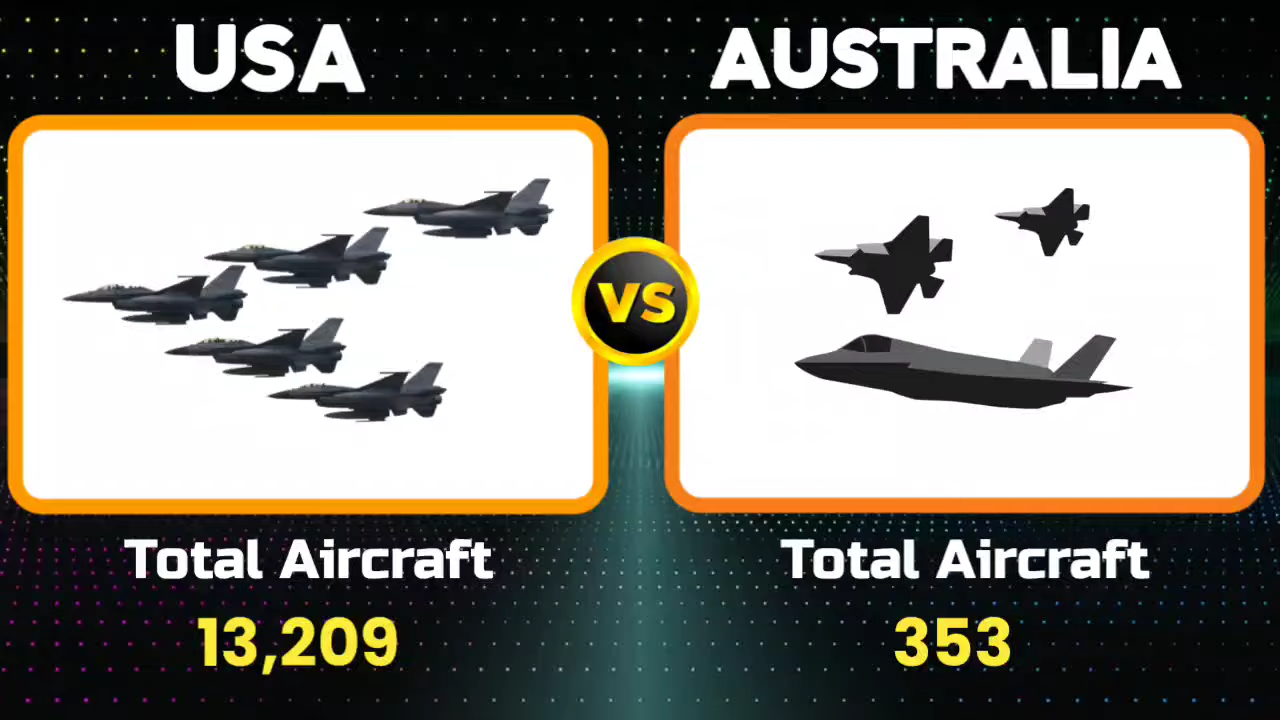 USA
AUSTRALIA
VS
Total Aircraft
13,209
Total Aircraft
353